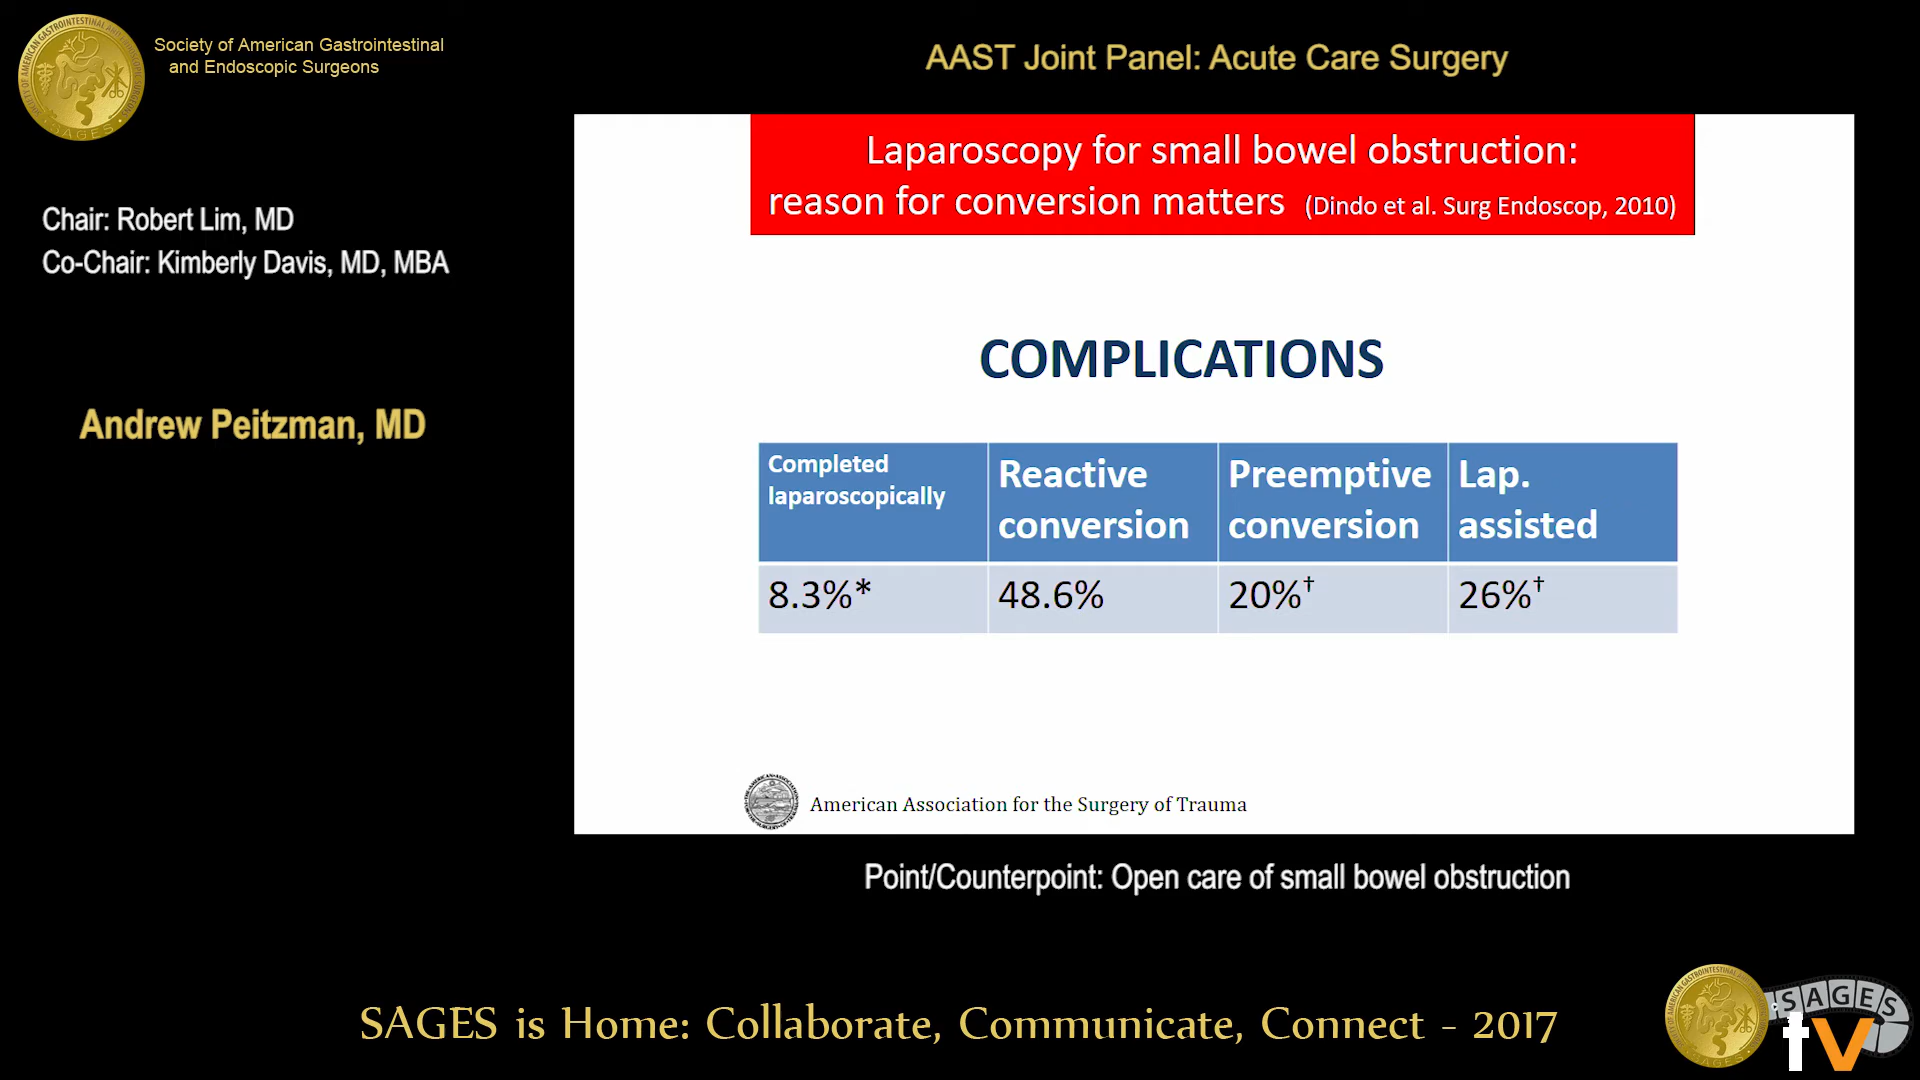 Society of American Gastrointestinal
and Endoscopic Surgeons
AAST Joint Panel: Acute Care Surgery
Chair: Robert Lim, MD
Co-Chair: Kimberly Davis, MD, MBA
Andrew Peitzman, MD
Laparoscopy for small bowel obstruction:
reason for conversion matters (Dindo et al. Surg Endoscop, 2010)
COMPLICATIONS
Completed
laparoscopically
Reactive
conversion
Preemptive
conversion
Lap.
assisted
8.3%*
48.6%
20%†
26%†
American Association for the Surgery of Trauma
Point/Counterpoint: Open care of small bowel obstruction
SAGES is Home: Collaborate, Communicate, Connect - 2017
SAGES
tv